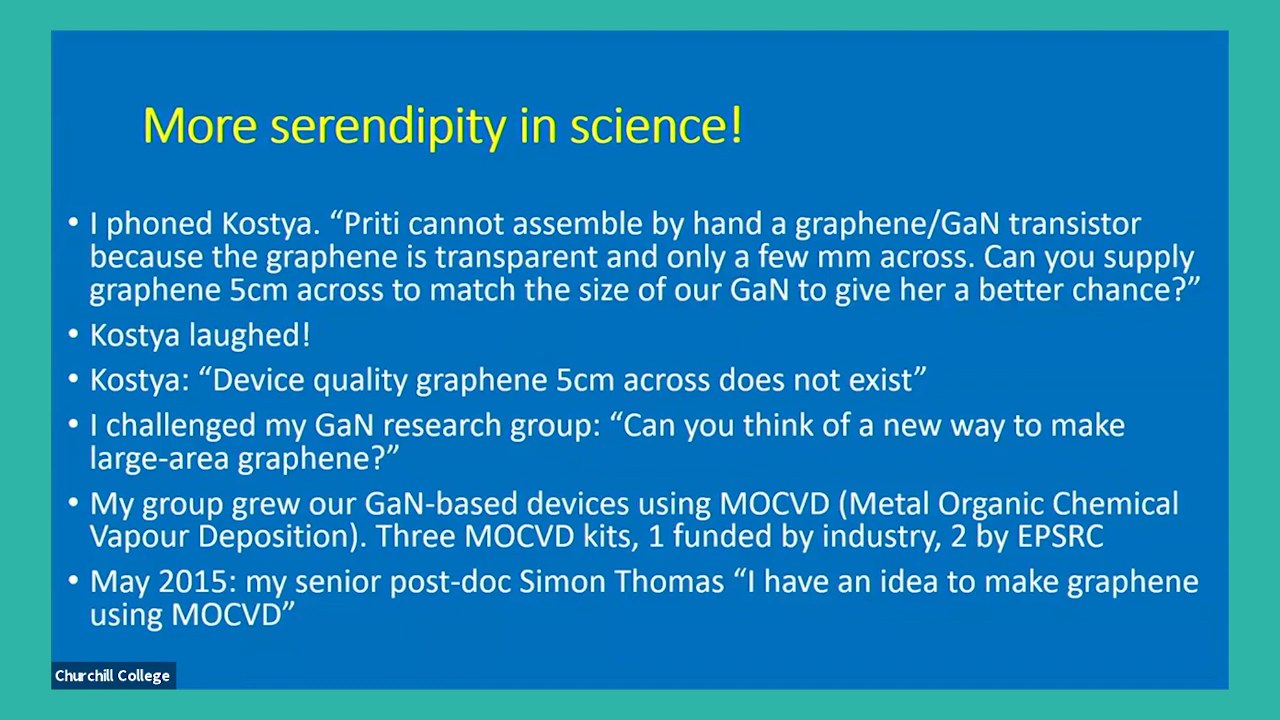 More serendipity in science!
• I phoned Kostya. “Priti cannot assemble by hand a graphene/GaN transistor
because the graphene is transparent and only a few mm across. Can you supply
graphene 5cm across to match the size of our GaN to give her a better chance?”
• Kostya laughed!
• Kostya: “Device quality graphene 5cm across does not exist”
• I challenged my GaN research group: “Can you think of a new way to make
large-area graphene?”
• My group grew our GaN-based devices using MOCVD (Metal Organic Chemical
Vapour Deposition). Three MOCVD kits, 1 funded by industry, 2 by EPSRC
• May 2015: my senior post-doc Simon Thomas “I have an idea to make graphene
using MOCVD”
Churchill College